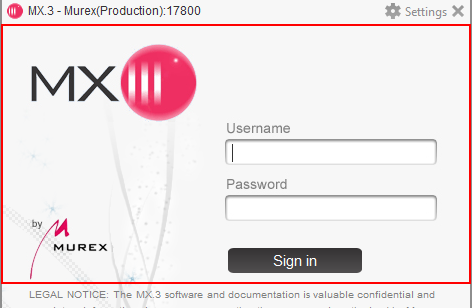 MX.3 - Murex(Production):17800
Settings
MX
Username
Password
by
MUREX
Sign in
LEGAL NOTICE: The MX.3 software and documentation is valuable confidential and